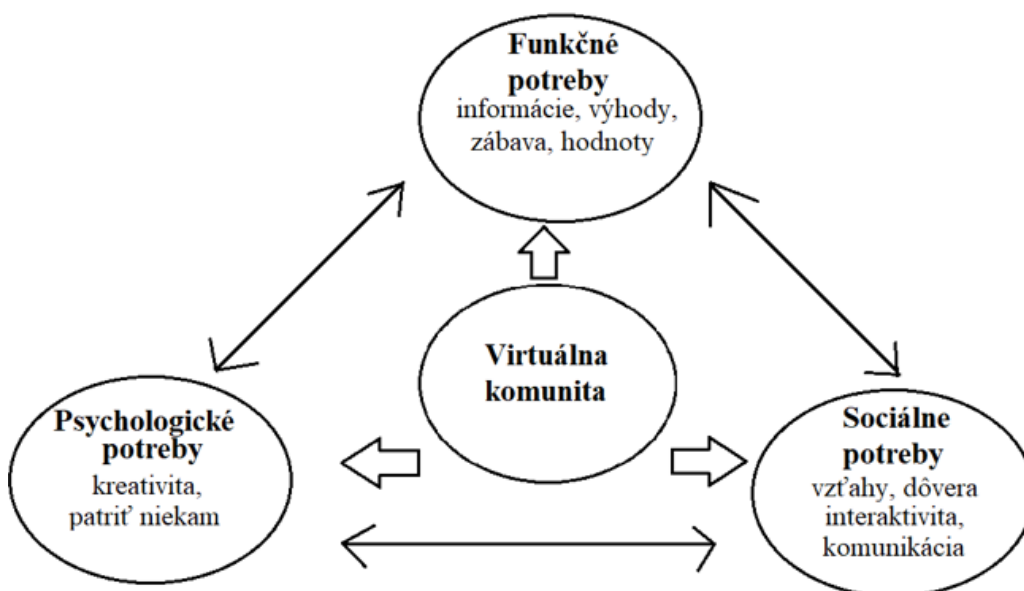 Funkčné
potreby
informácie, výhody,
zábava, hodnoty
Virtuálna
komunita
Psychologické
potreby
kreativita,
patriť niekam
Sociálne
potreby
vzťahy, dôvera
interaktivita,
komunikácia